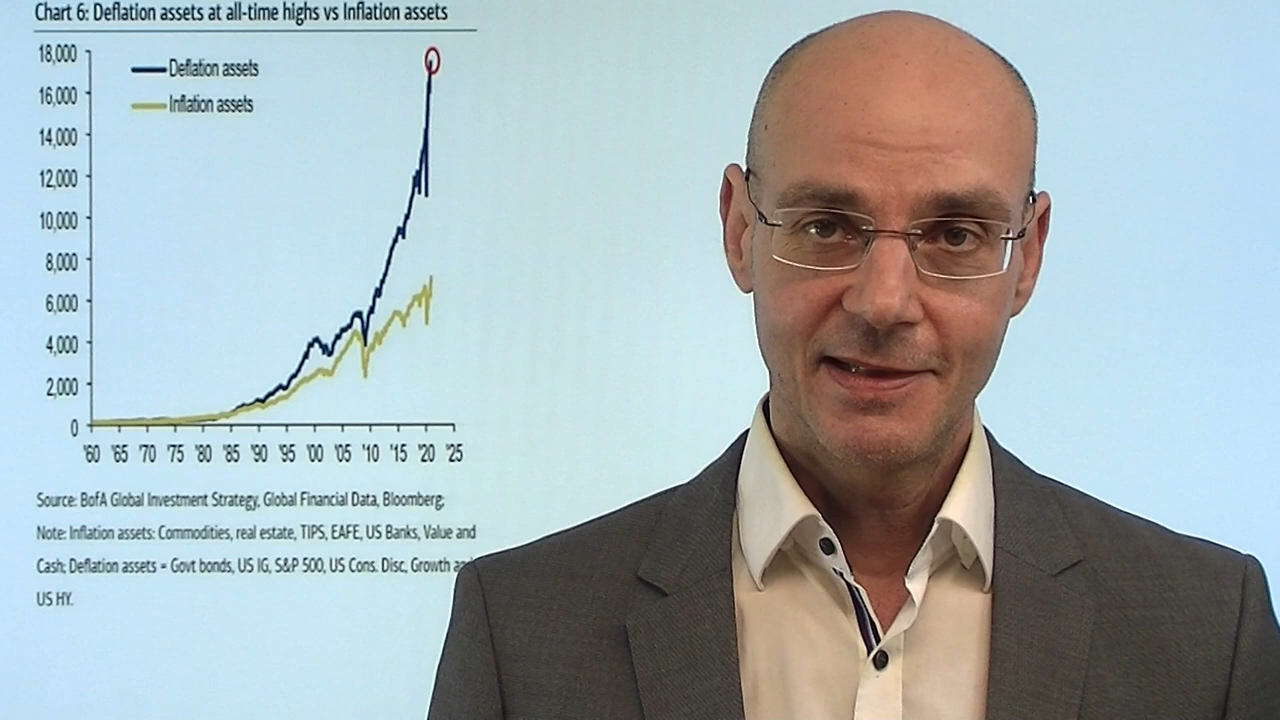 Chart 6: Deflation assets at all-time highs vs Inflation assets
18,000
Deflation assets
16,000
Inflation assets
14,000
12,000
10,000
8,000
6,000
4,000
2,000
0
'60 '65 '70 '75 '80 '85 '90 '95 '00 '05 '10 '15 '20 '25
Source: BofA Global Investment Strategy, Global Financial Data, Bloomberg;
Note: Inflation assets: Commodities, real estate, TIPS, EAFE, US Banks, Value and
Cash; Deflation assets = Govt bonds, US IG, S&P 500, US Cons. Disc, Growth
US HY.